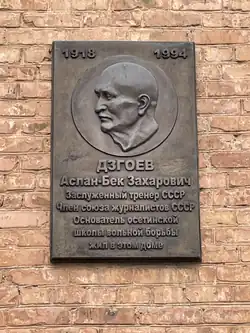 1918 1994
ДЗГОЕВ
Аслан-Бек Захарович
Заслуженный тренер СССР
Член союза журналистов СССР
Основатель осетинской
школы вольной борьбы
жил в этом доме